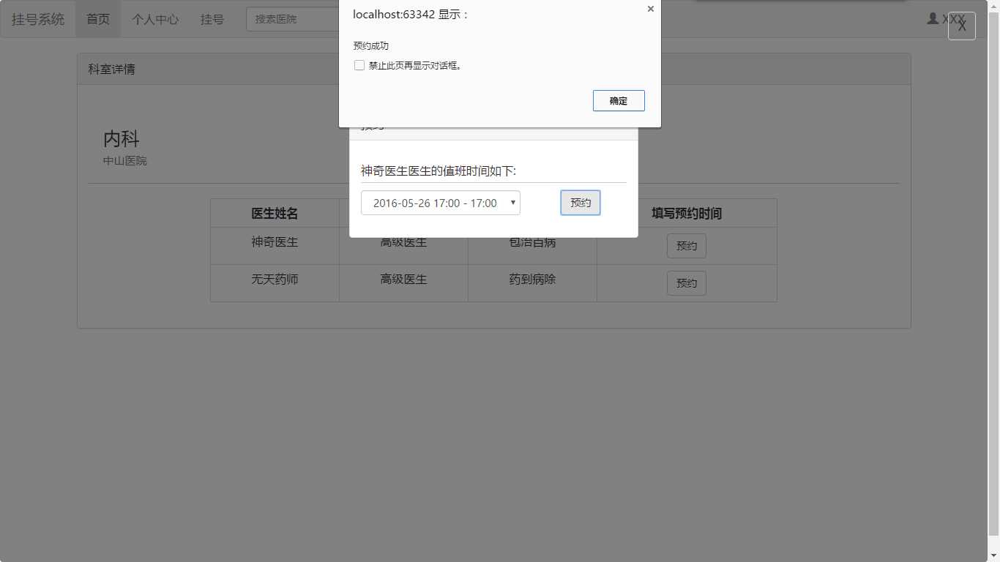 挂号系统 首页 个人中心 挂号 搜索医院 XXX
X
localhost:63342 显示：
预约成功
禁止此页再显示对话框。
确定
科室详情
内科
中山医院
神奇医生医生的值班时间如下:
2016-05-26 17:00 - 17:00 预约
医生姓名 填写预约时间
神奇医生 高级医生 包治百病 预约
无天药师 高级医生 药到病除 预约